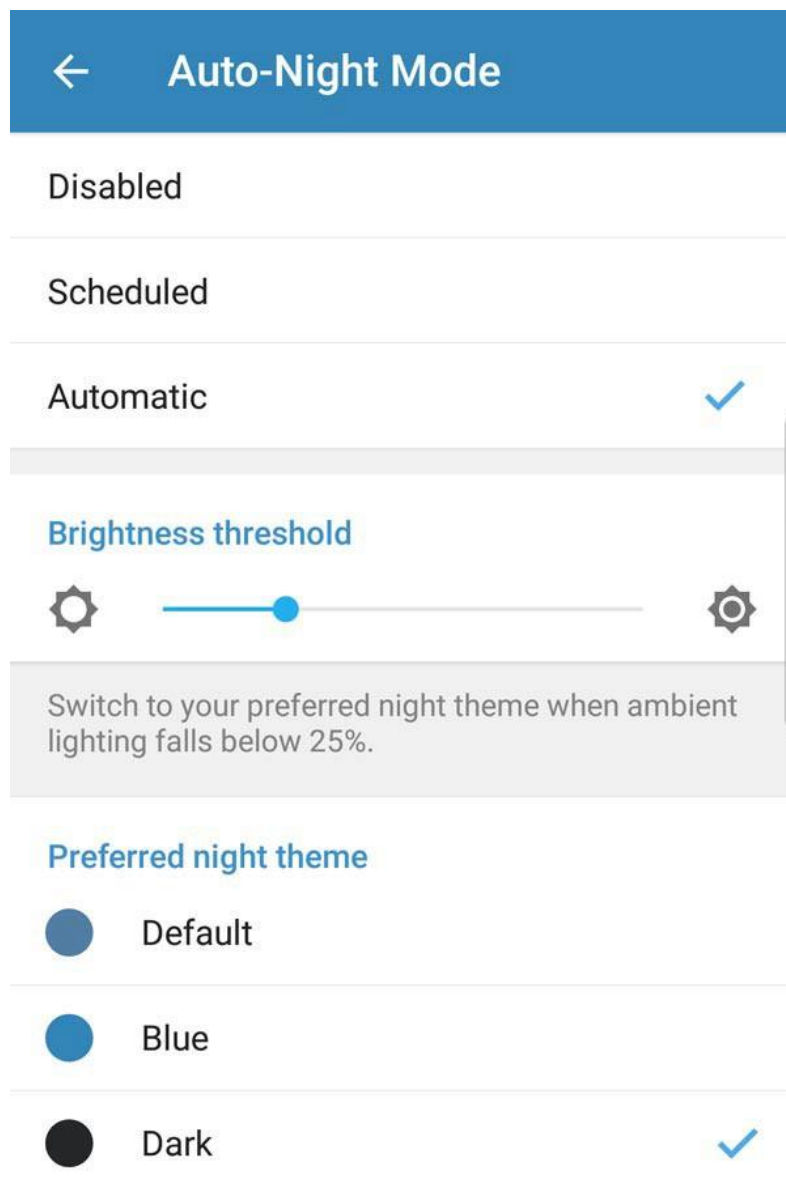 Auto-Night Mode
Disabled
Scheduled
Automatic
Brightness threshold
Switch to your preferred night theme when ambient
lighting falls below 25%.
Preferred night theme
Default
Blue
Dark